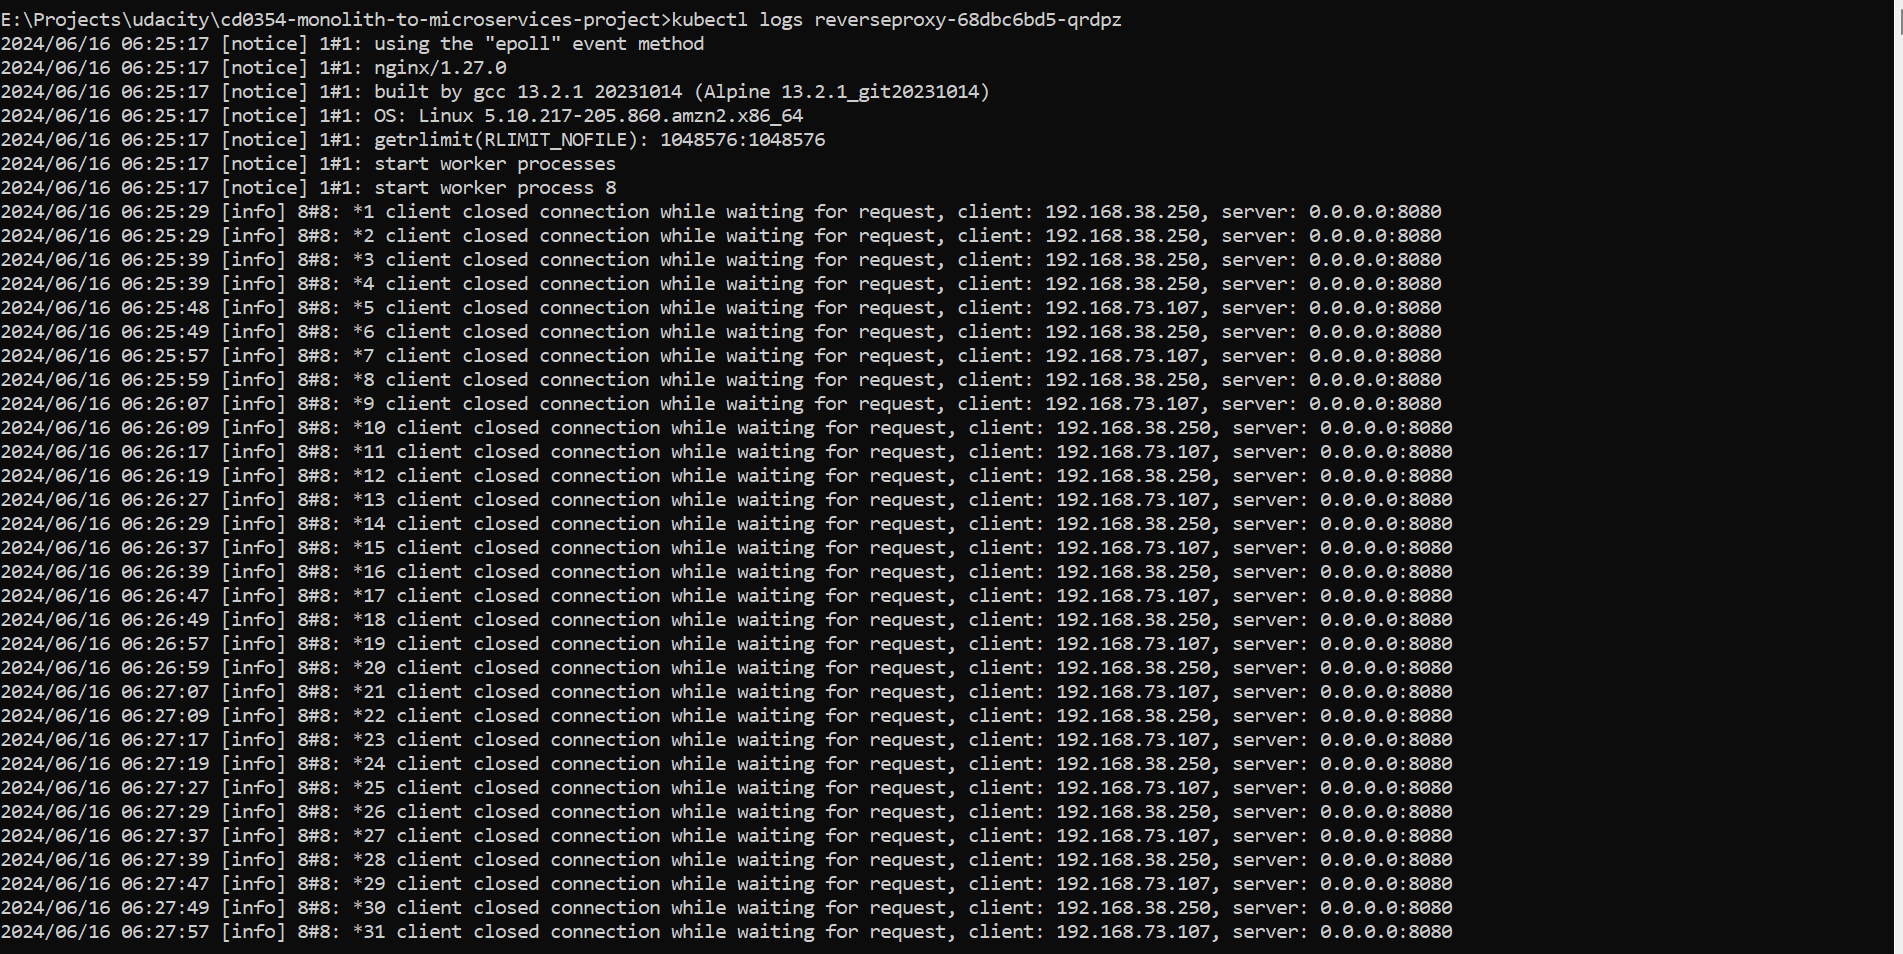 E:\Projects\udacity\cd0354-monolith-to-microservices-project>kubectl logs reverseproxy-68dbc6bd5-qrdpz
2024/06/16 06:25:17 [notice] 1#1: using the "epoll" event method
2024/06/16 06:25:17 [notice] 1#1: nginx/1.27.0
2024/06/16 06:25:17 [notice] 1#1: built by gcc 13.2.1 20231014 (Alpine 13.2.1_git20231014)
2024/06/16 06:25:17 [notice] 1#1: OS: Linux 5.10.217-205.860.amzn2.x86_64
2024/06/16 06:25:17 [notice] 1#1: getrlimit(RLIMIT_NOFILE): 1048576:1048576
2024/06/16 06:25:17 [notice] 1#1: start worker processes
2024/06/16 06:25:17 [notice] 1#1: start worker process 8
2024/06/16 06:25:29 [info] 8#8: *1 client closed connection while waiting for request, client: 192.168.38.250, server: 0.0.0.0:8080
2024/06/16 06:25:29 [info] 8#8: *2 client closed connection while waiting for request, client: 192.168.38.250, server: 0.0.0.0:8080
2024/06/16 06:25:39 [info] 8#8: *3 client closed connection while waiting for request, client: 192.168.38.250, server: 0.0.0.0:8080
2024/06/16 06:25:39 [info] 8#8: *4 client closed connection while waiting for request, client: 192.168.38.250, server: 0.0.0.0:8080
2024/06/16 06:25:48 [info] 8#8: *5 client closed connection while waiting for request, client: 192.168.73.107, server: 0.0.0.0:8080
2024/06/16 06:25:49 [info] 8#8: *6 client closed connection while waiting for request, client: 192.168.38.250, server: 0.0.0.0:8080
2024/06/16 06:25:57 [info] 8#8: *7 client closed connection while waiting for request, client: 192.168.73.107, server: 0.0.0.0:8080
2024/06/16 06:25:59 [info] 8#8: *8 client closed connection while waiting for request, client: 192.168.38.250, server: 0.0.0.0:8080
2024/06/16 06:26:07 [info] 8#8: *9 client closed connection while waiting for request, client: 192.168.73.107, server: 0.0.0.0:8080
2024/06/16 06:26:09 [info] 8#8: *10 client closed connection while waiting for request, client: 192.168.38.250, server: 0.0.0.0:8080
2024/06/16 06:26:17 [info] 8#8: *11 client closed connection while waiting for request, client: 192.168.73.107, server: 0.0.0.0:8080
2024/06/16 06:26:19 [info] 8#8: *12 client closed connection while waiting for request, client: 192.168.38.250, server: 0.0.0.0:8080
2024/06/16 06:26:27 [info] 8#8: *13 client closed connection while waiting for request, client: 192.168.73.107, server: 0.0.0.0:8080
2024/06/16 06:26:29 [info] 8#8: *14 client closed connection while waiting for request, client: 192.168.38.250, server: 0.0.0.0:8080
2024/06/16 06:26:37 [info] 8#8: *15 client closed connection while waiting for request, client: 192.168.73.107, server: 0.0.0.0:8080
2024/06/16 06:26:39 [info] 8#8: *16 client closed connection while waiting for request, client: 192.168.38.250, server: 0.0.0.0:8080
2024/06/16 06:26:47 [info] 8#8: *17 client closed connection while waiting for request, client: 192.168.73.107, server: 0.0.0.0:8080
2024/06/16 06:26:49 [info] 8#8: *18 client closed connection while waiting for request, client: 192.168.38.250, server: 0.0.0.0:8080
2024/06/16 06:26:57 [info] 8#8: *19 client closed connection while waiting for request, client: 192.168.73.107, server: 0.0.0.0:8080
2024/06/16 06:26:59 [info] 8#8: *20 client closed connection while waiting for request, client: 192.168.38.250, server: 0.0.0.0:8080
2024/06/16 06:27:07 [info] 8#8: *21 client closed connection while waiting for request, client: 192.168.73.107, server: 0.0.0.0:8080
2024/06/16 06:27:09 [info] 8#8: *22 client closed connection while waiting for request, client: 192.168.38.250, server: 0.0.0.0:8080
2024/06/16 06:27:17 [info] 8#8: *23 client closed connection while waiting for request, client: 192.168.73.107, server: 0.0.0.0:8080
2024/06/16 06:27:19 [info] 8#8: *24 client closed connection while waiting for request, client: 192.168.38.250, server: 0.0.0.0:8080
2024/06/16 06:27:27 [info] 8#8: *25 client closed connection while waiting for request, client: 192.168.73.107, server: 0.0.0.0:8080
2024/06/16 06:27:29 [info] 8#8: *26 client closed connection while waiting for request, client: 192.168.38.250, server: 0.0.0.0:8080
2024/06/16 06:27:37 [info] 8#8: *27 client closed connection while waiting for request, client: 192.168.73.107, server: 0.0.0.0:8080
2024/06/16 06:27:39 [info] 8#8: *28 client closed connection while waiting for request, client: 192.168.38.250, server: 0.0.0.0:8080
2024/06/16 06:27:47 [info] 8#8: *29 client closed connection while waiting for request, client: 192.168.73.107, server: 0.0.0.0:8080
2024/06/16 06:27:49 [info] 8#8: *30 client closed connection while waiting for request, client: 192.168.38.250, server: 0.0.0.0:8080
2024/06/16 06:27:57 [info] 8#8: *31 client closed connection while waiting for request, client: 192.168.73.107, server: 0.0.0.0:8080